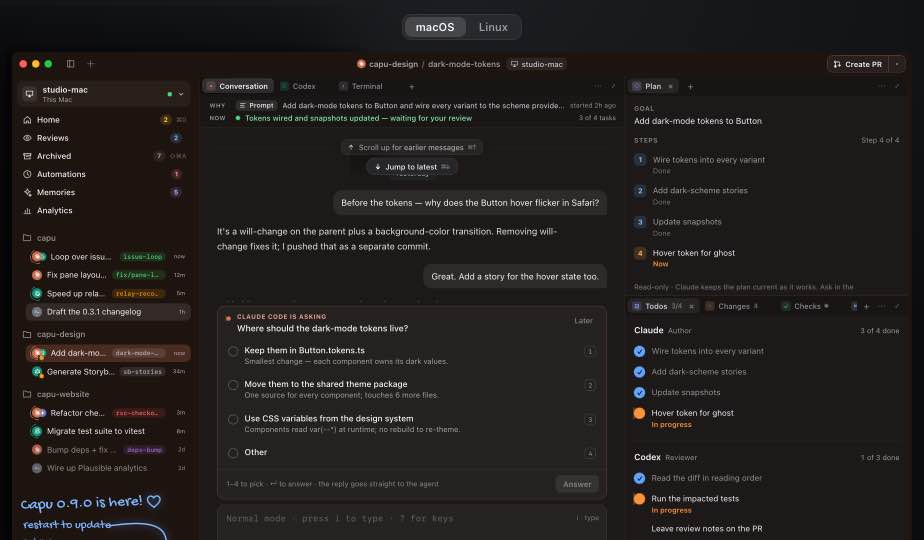 macOS Linux
capu-design / dark-mode-tokens studio-mac
Create PR
studio-mac
This Mac
Home 2 ⌘0
Reviews 2
Archived 7 ⇧⌘A
Automations 1
Memories 5
Analytics
capu
Loop over issu... issue-loop now
Fix pane layou... fix/pane-l... 12m
Speed up rela... relay-reco...
Draft the 0.3.1 changelog 1h
capu-design
Add dark-mo... dark-mode-... now
Generate Storyb... sb-stories 34m
capu-website
Refactor che... rsc-checko... 3m
Migrate test suite to vitest 8m
Bump deps + fix ... deps-bump 2d
Wire up Plausible analytics
capu 0.9.0 is here! ♡
restart to update
Conversation Codex Terminal +
WHY Prompt Add dark-mode tokens to Button and wire every variant to the scheme provide... started 2h ago
NOW Tokens wired and snapshots updated — waiting for your review 3 of 4 tasks
↑ Scroll up for earlier messages
↓ Jump to latest
Before the tokens — why does the Button hover flicker in Safari?
It's a will-change on the parent plus a background-color transition. Removing will-
change fixes it; I pushed that as a separate commit.
Great. Add a story for the hover state too.
CLAUDE CODE IS ASKING
Where should the dark-mode tokens live?
Later
Keep them in Button.tokens.ts 1
Smallest change — each component owns its dark values.
Move them to the shared theme package 2
One source for every component; touches 6 more files.
Use CSS variables from the design system 3
Components read var(--*) at runtime; no rebuild to re-theme.
Other 4
1–4 to pick · ↵ to answer · the reply goes straight to the agent
Answer
Normal mode · press i to type · ? for keys
i · type
Plan × +
GOAL
Add dark-mode tokens to Button
STEPS Step 4 of 4
1 Wire tokens into every variant
Done
2 Add dark-scheme stories
Done
3 Update snapshots
Done
4 Hover token for ghost
Now
Read-only · Claude keeps the plan current as it works. Ask in the
Todos 3/4 × Changes 4 Checks +
Claude Author 3 of 4 done
Wire tokens into every variant
Add dark-mode stories
Update snapshots
Hover token for ghost
In progress
Codex Reviewer 1 of 3 done
Read the diff in reading order
Run the impacted tests
In progress
Leave review notes on the PR